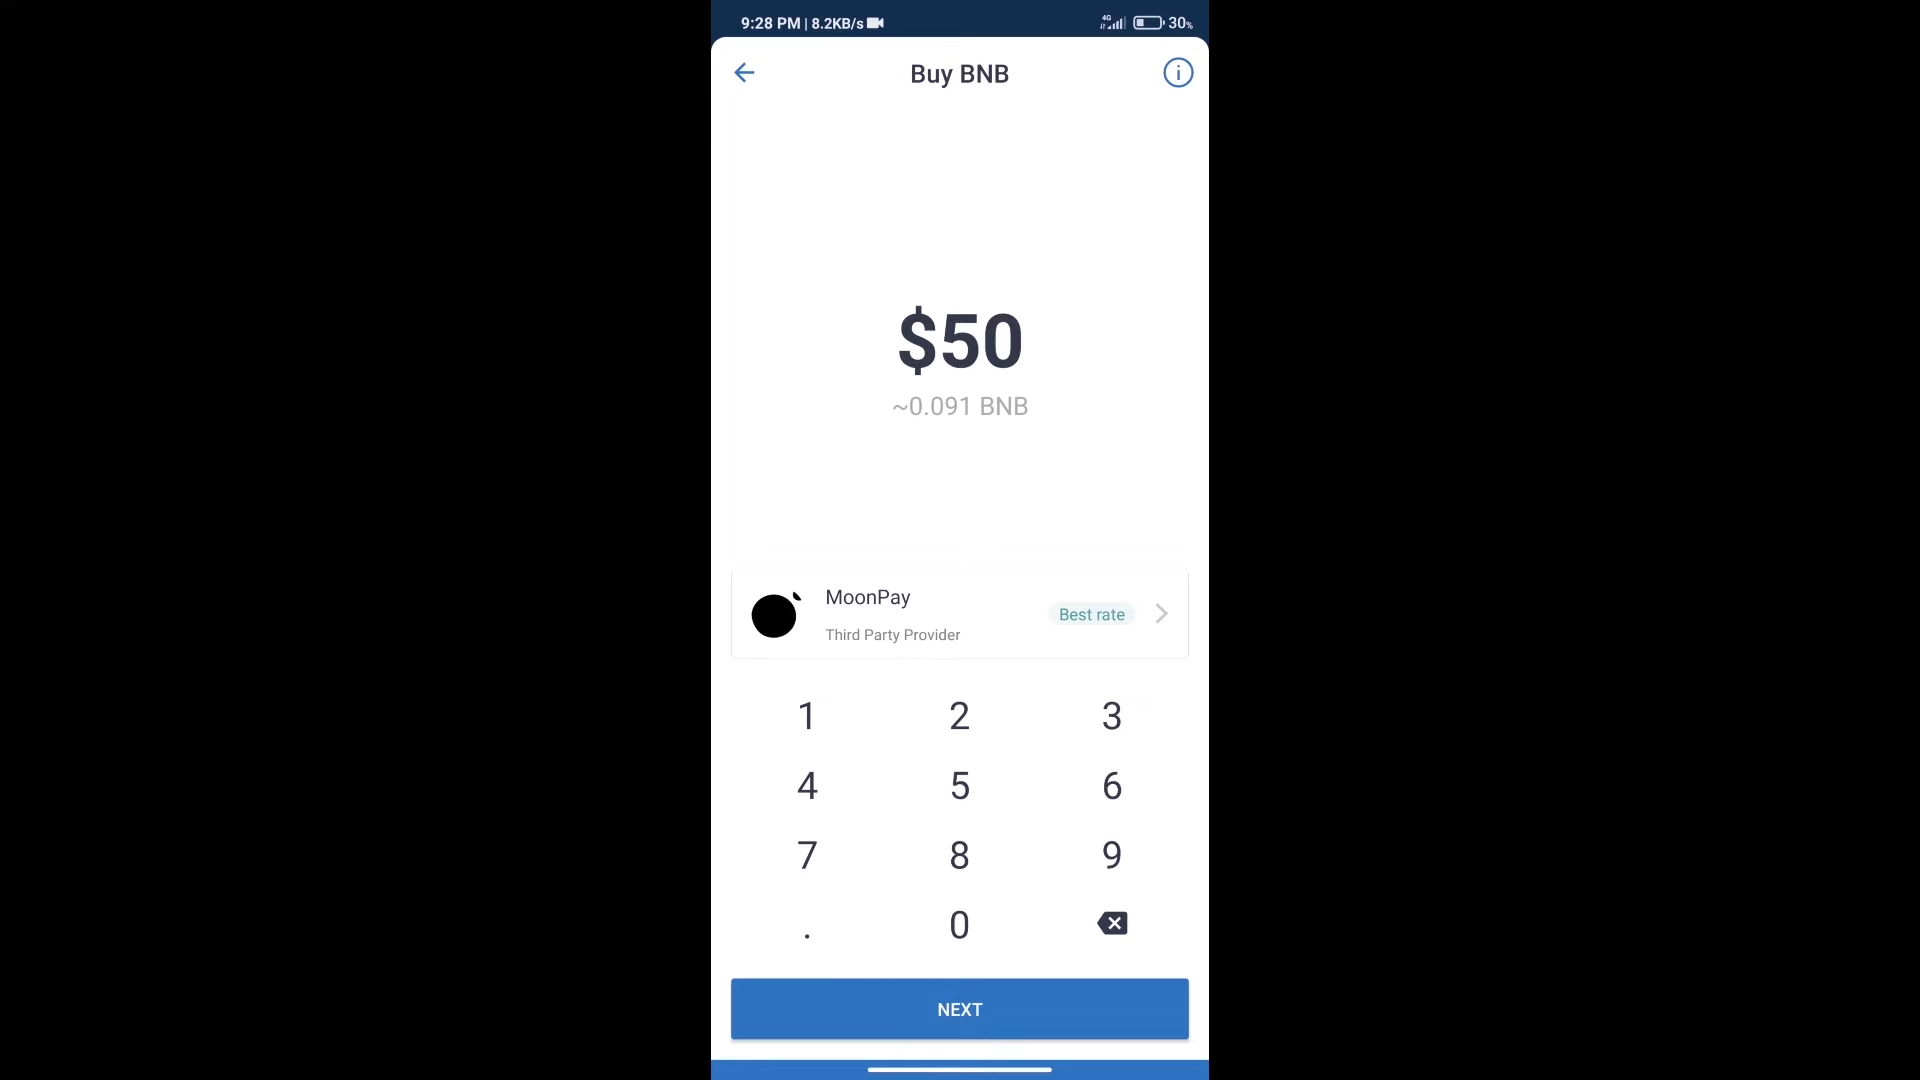 9:28 PM | 8.2KB/s 4G 30%
Buy BNB
$50
~0.091 BNB
MoonPay
Best rate
Third Party Provider
1 2 3
4 5 6
7 8 9
. 0
NEXT